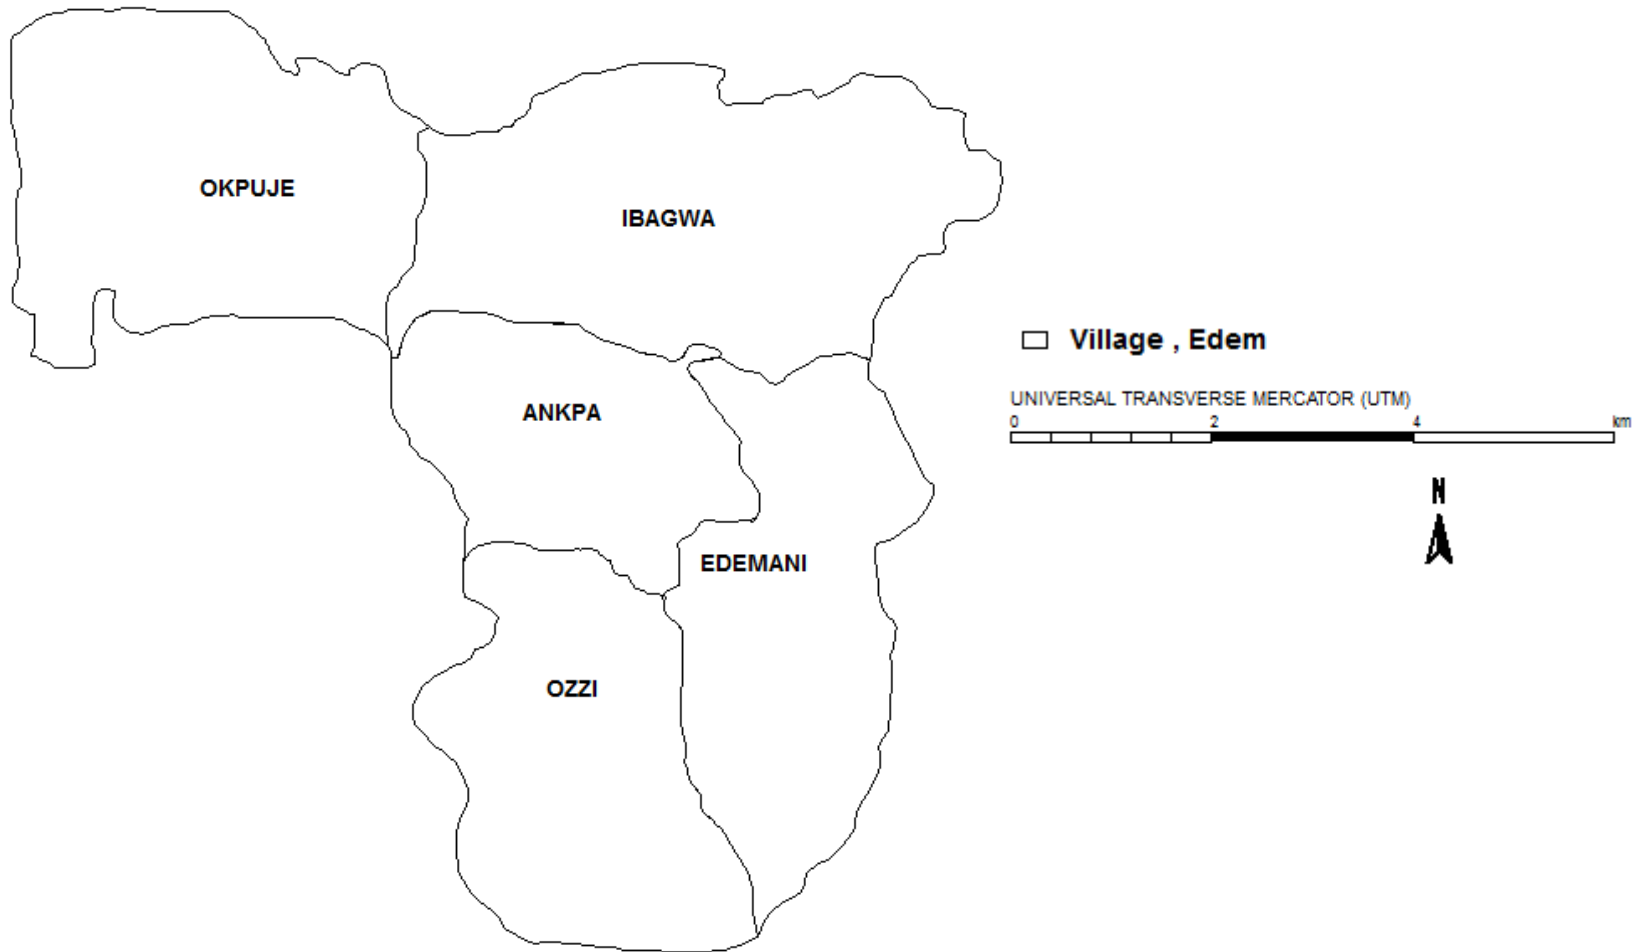 OKPUJE
IBAGWA
Village , Edem
UNIVERSAL TRANSVERSE MERCATOR (UTM)
0 2 4 km
ANKPA
N
EDEMANI
OZZI